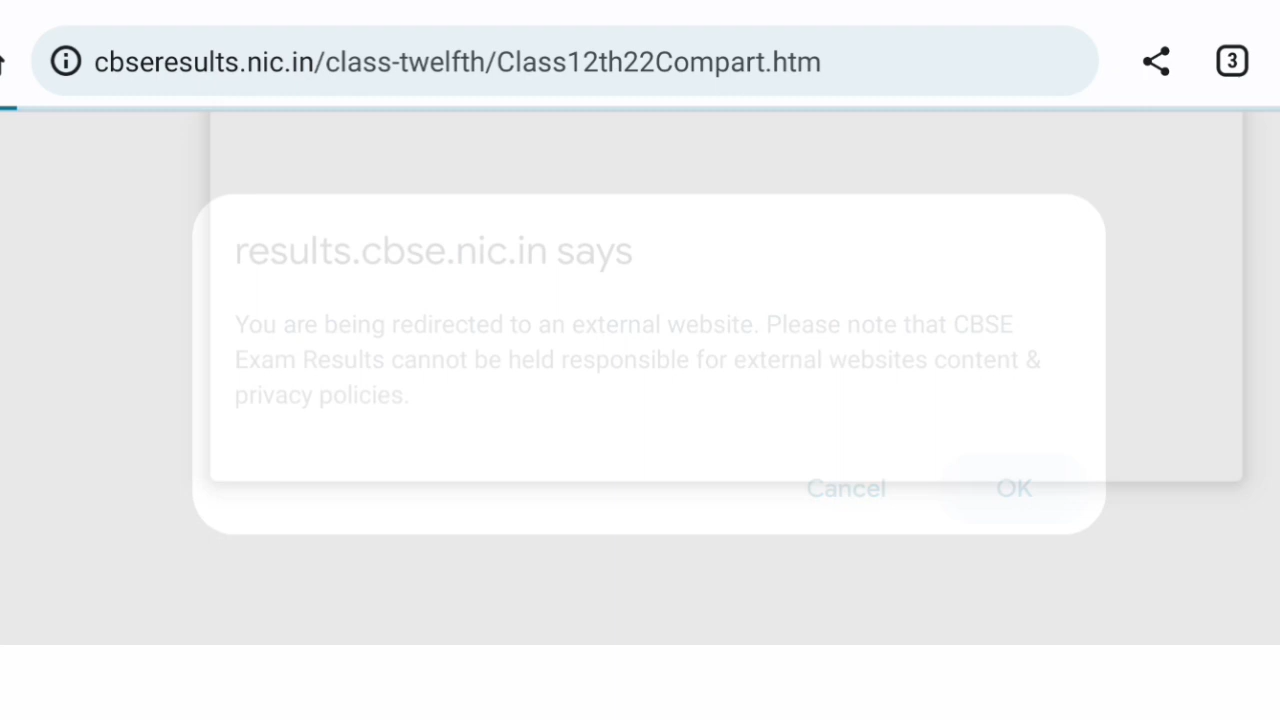 cbseresults.nic.in/class-twelfth/Class12th22Compart.htm
3
results.cbse.nic.in says
You are being redirected to an external website. Please note that CBSE
Exam Results cannot be held responsible for external websites content &
privacy policies.
Cancel OK